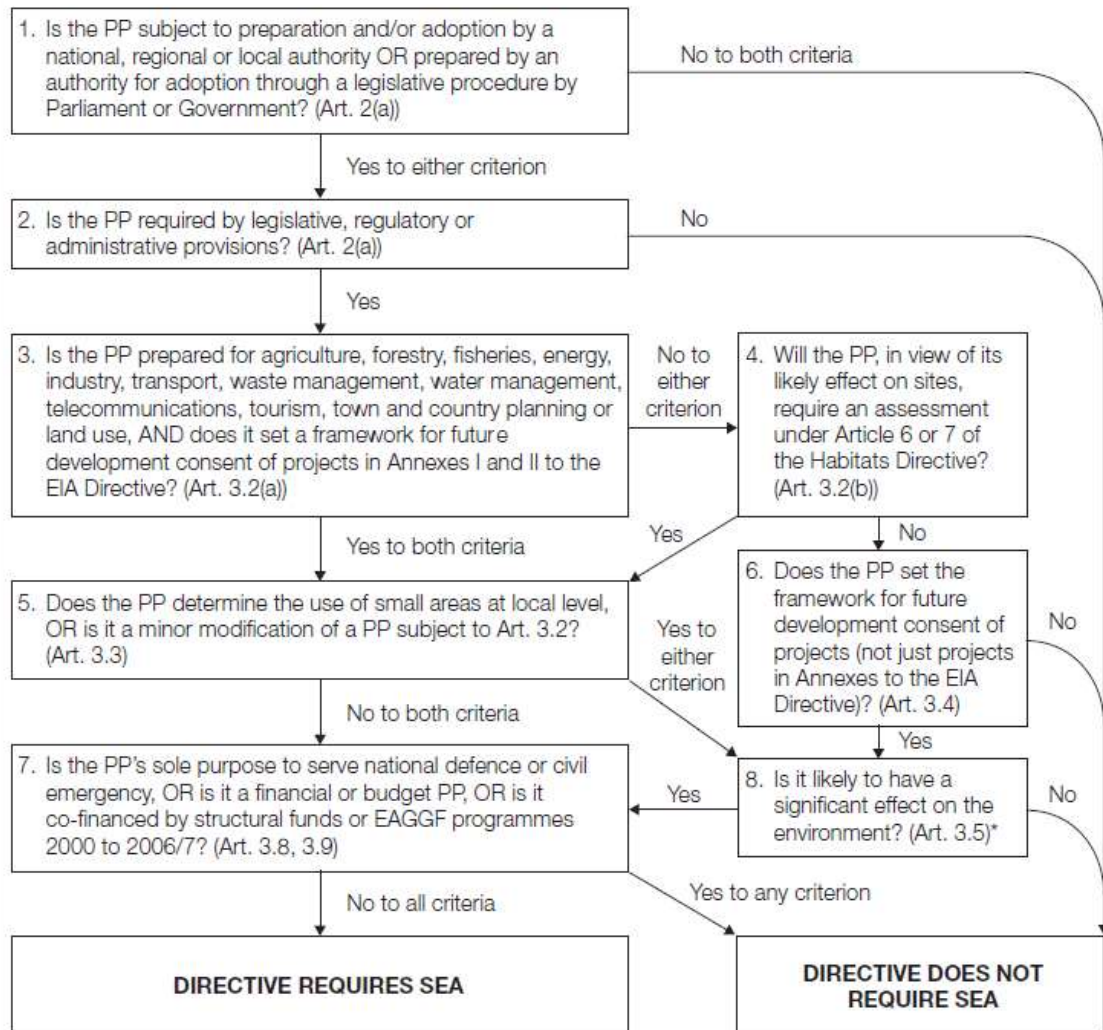 1. Is the PP subject to preparation and/or adoption by a
national, regional or local authority OR prepared by an
authority for adoption through a legislative procedure by
Parliament or Government? (Art. 2(a))
No to both criteria
Yes to either criterion
2. Is the PP required by legislative, regulatory or
administrative provisions? (Art. 2(a))
No
Yes
3. Is the PP prepared for agriculture, forestry, fisheries, energy,
industry, transport, waste management, water management,
telecommunications, tourism, town and country planning or
land use, AND does it set a framework for future
development consent of projects in Annexes I and II to the
EIA Directive? (Art. 3.2(a))
No to
either
criterion
4. Will the PP, in view of its
likely effect on sites,
require an assessment
under Article 6 or 7 of
the Habitats Directive?
(Art. 3.2(b))
Yes to both criteria
Yes
No
5. Does the PP determine the use of small areas at local level,
OR is it a minor modification of a PP subject to Art. 3.2?
(Art. 3.3)
Yes to
either
criterion
6. Does the PP set the
framework for future
development consent of
projects (not just projects
in Annexes to the EIA
Directive)? (Art. 3.4)
No
No to both criteria
Yes
7. Is the PP's sole purpose to serve national defence or civil
emergency, OR is it a financial or budget PP, OR is it
co-financed by structural funds or EAGGF programmes
2000 to 2006/7? (Art. 3.8, 3.9)
Yes
8. Is it likely to have a
significant effect on the
environment? (Art. 3.5)*
No
No to all criteria
Yes to any criterion
DIRECTIVE REQUIRES SEA
DIRECTIVE DOES NOT
REQUIRE SEA